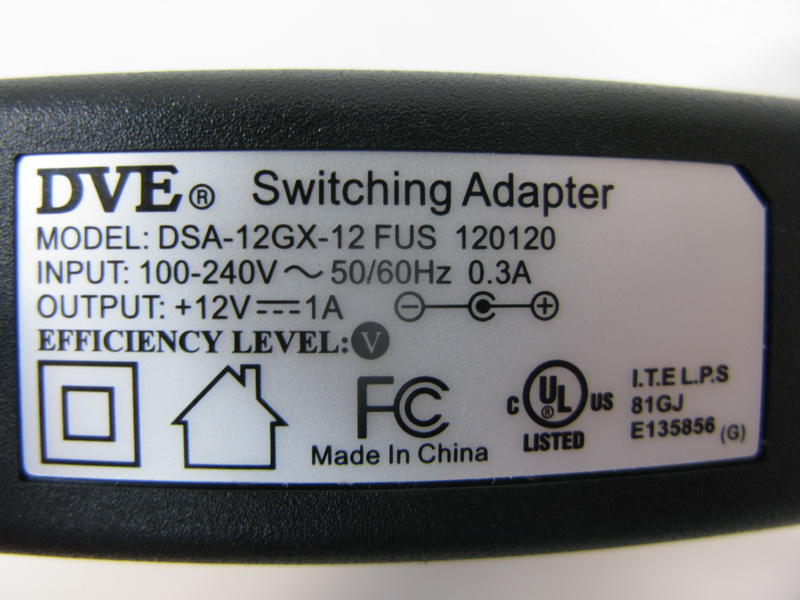 DVE® Switching Adapter
MODEL: DSA-12GX-12 FUS 120120
INPUT: 100-240V ~ 50/60Hz 0.3A
OUTPUT: +12V⎓1A
EFFICIENCY LEVEL: V
FC
Made In China
C UL® US
LISTED
I.T.E L.P.S
81GJ
E135856 (G)